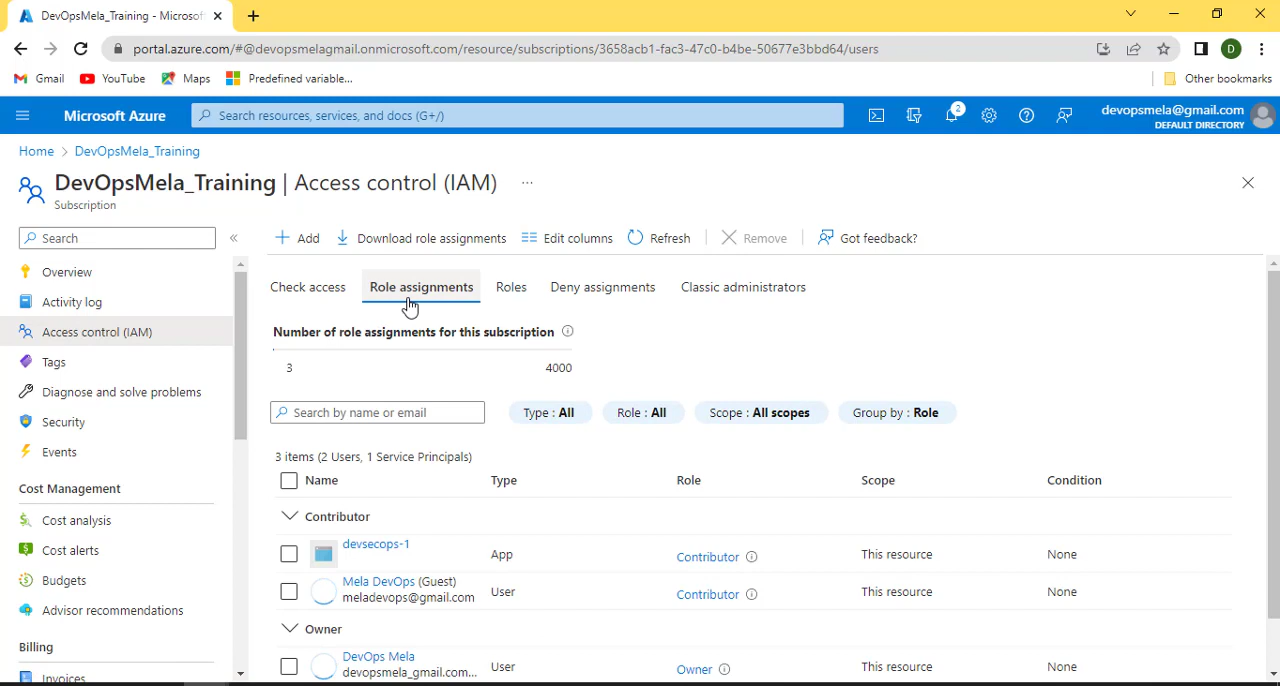 DevOpsMela_Training - Microsof
portal.azure.com/#@devopsmelagmail.onmicrosoft.com/resource/subscriptions/3658acb1-fac3-47c0-b4be-50677e3bbd64/users
D
Gmail YouTube Maps Predefined variable... Other bookmarks
Microsoft Azure Search resources, services, and docs (G+/) 2 devopsmela@gmail.com
DEFAULT DIRECTORY
Home > DevOpsMela_Training
DevOpsMela_Training | Access control (IAM) ...
Subscription
Search «
Add Download role assignments Edit columns Refresh Remove Got feedback?
Overview
Activity log
Access control (IAM)
Tags
Diagnose and solve problems
Security
Events
Cost Management
Cost analysis
Cost alerts
Budgets
Advisor recommendations
Billing
Invoices
Check access Role assignments Roles Deny assignments Classic administrators
Number of role assignments for this subscription
3 4000
Search by name or email Type : All Role : All Scope : All scopes Group by : Role
3 items (2 Users, 1 Service Principals)
Name Type Role Scope Condition
Contributor
devsecops-1 App Contributor This resource None
Mela DevOps (Guest)
meladevops@gmail.com User Contributor This resource None
Owner
DevOps Mela
devopsmela_gmail.com... User Owner This resource None